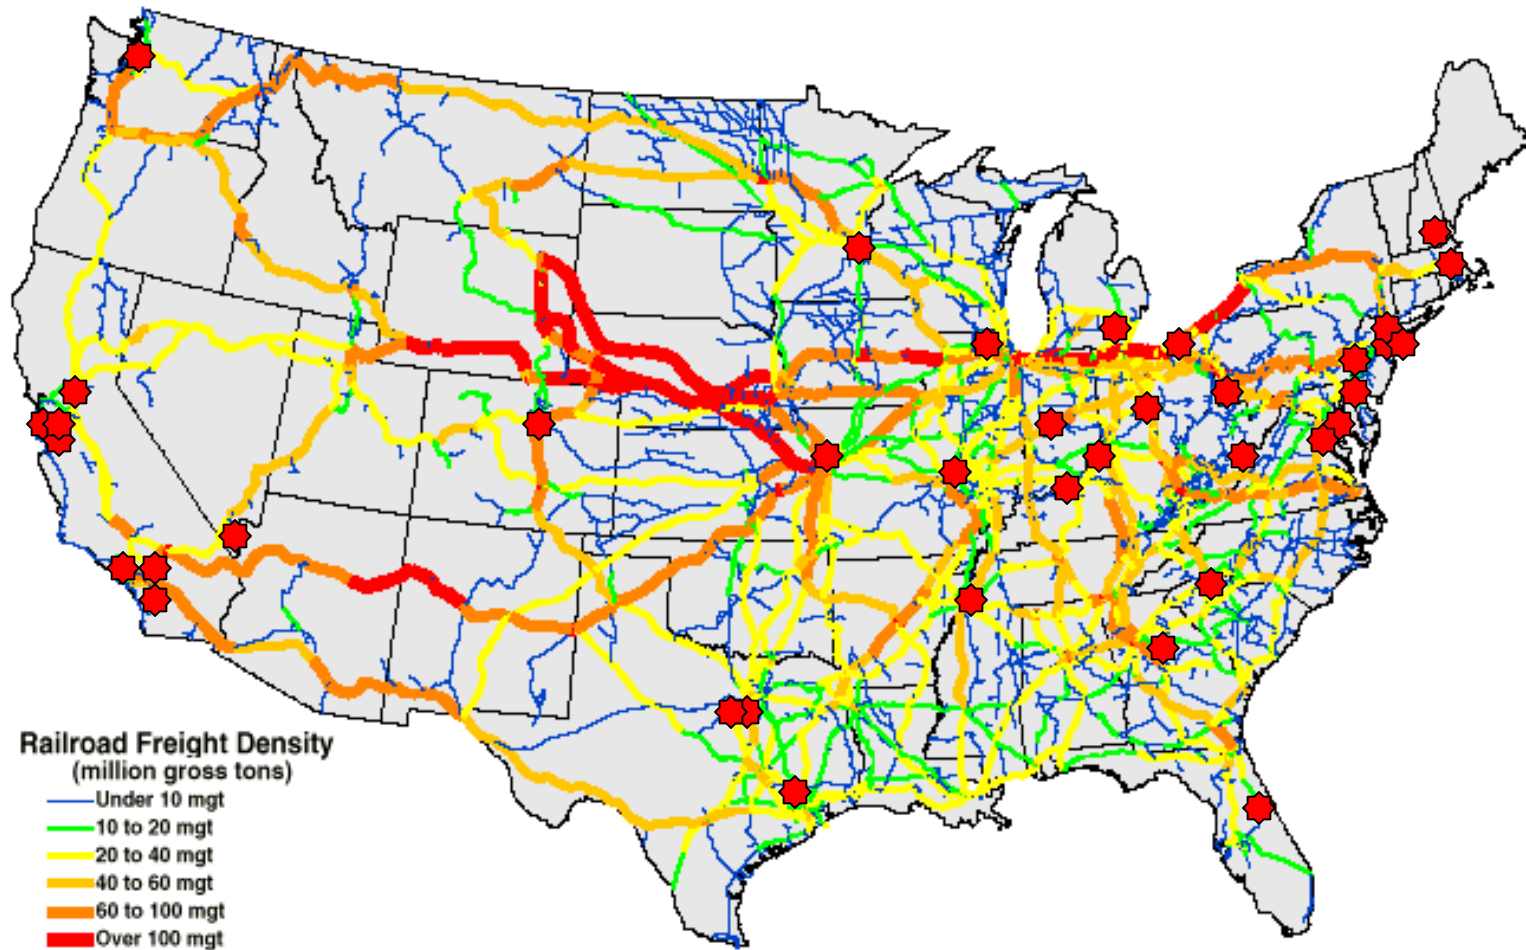 Railroad Freight Density
(million gross tons)
Under 10 mgt
10 to 20 mgt
20 to 40 mgt
40 to 60 mgt
60 to 100 mgt
Over 100 mgt